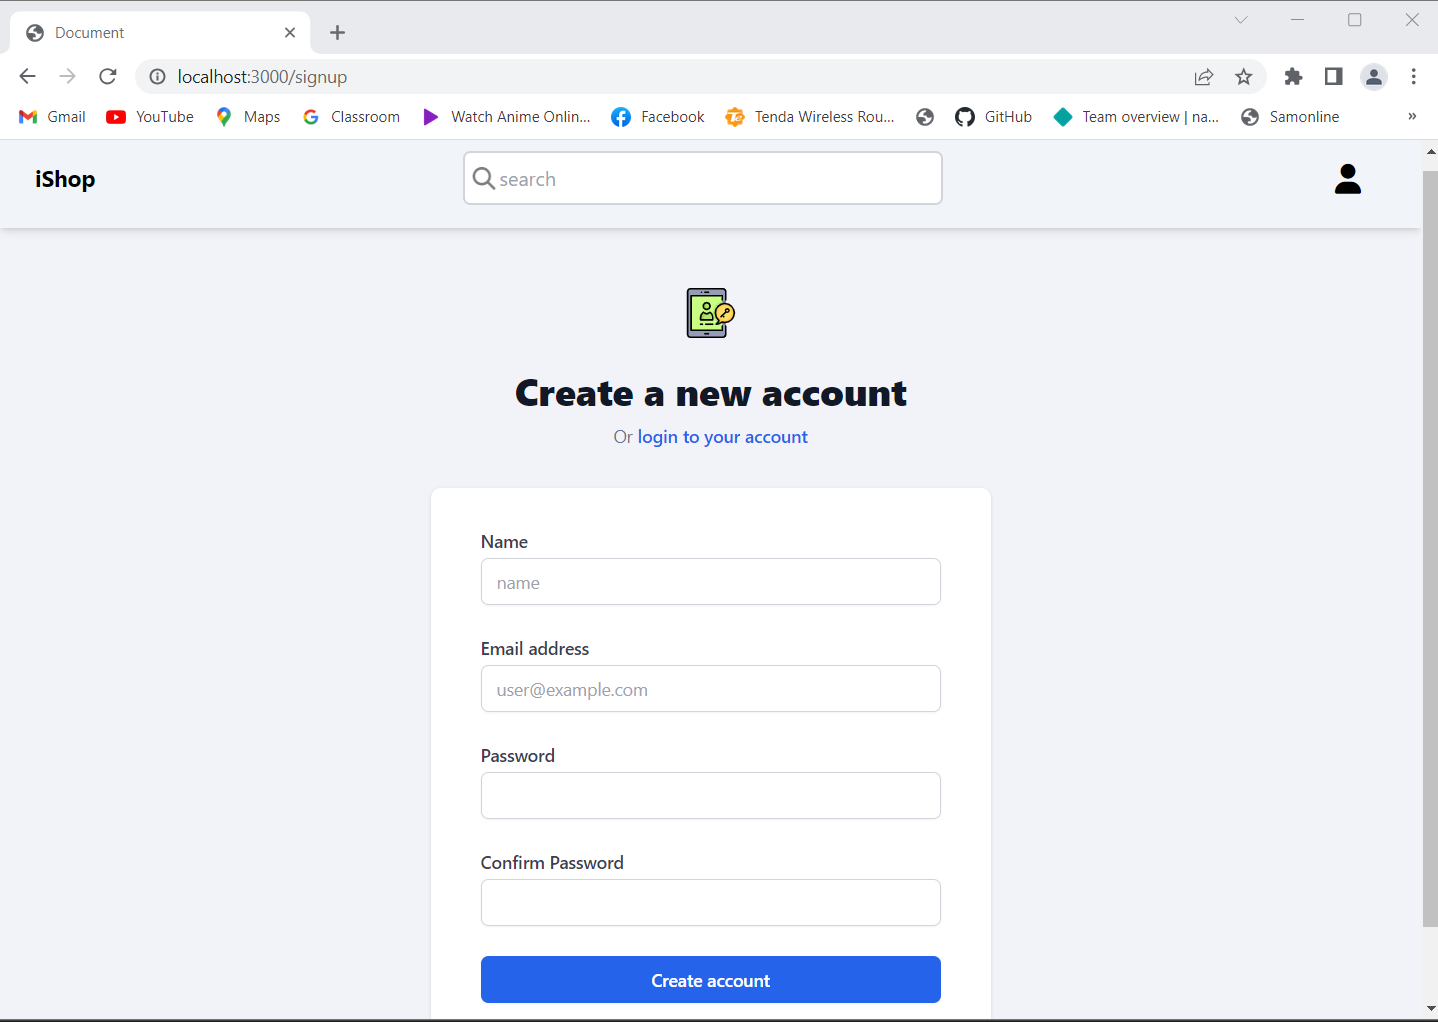 Document
localhost:3000/signup
Gmail YouTube Maps Classroom Watch Anime Onlin... Facebook Tenda Wireless Rou... GitHub Team overview | na... Samonline »
iShop search
Create a new account
Or login to your account
Name
name
Email address
user@example.com
Password
Confirm Password
Create account